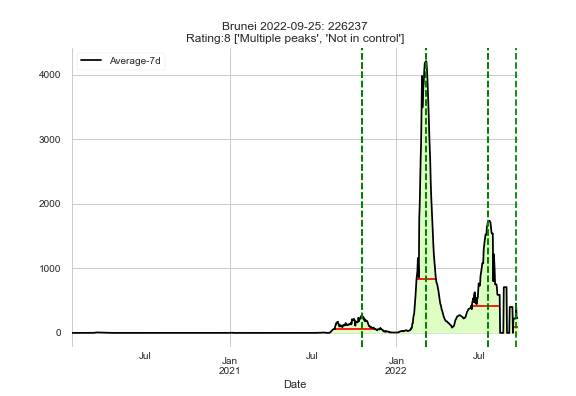 Brunei 2022-09-25: 226237
Rating:8 ['Multiple peaks', 'Not in control']
Average-7d
4000
3000
2000
1000
0
Jul
Jan
2021
Jul
Jan
2022
Jul
Date